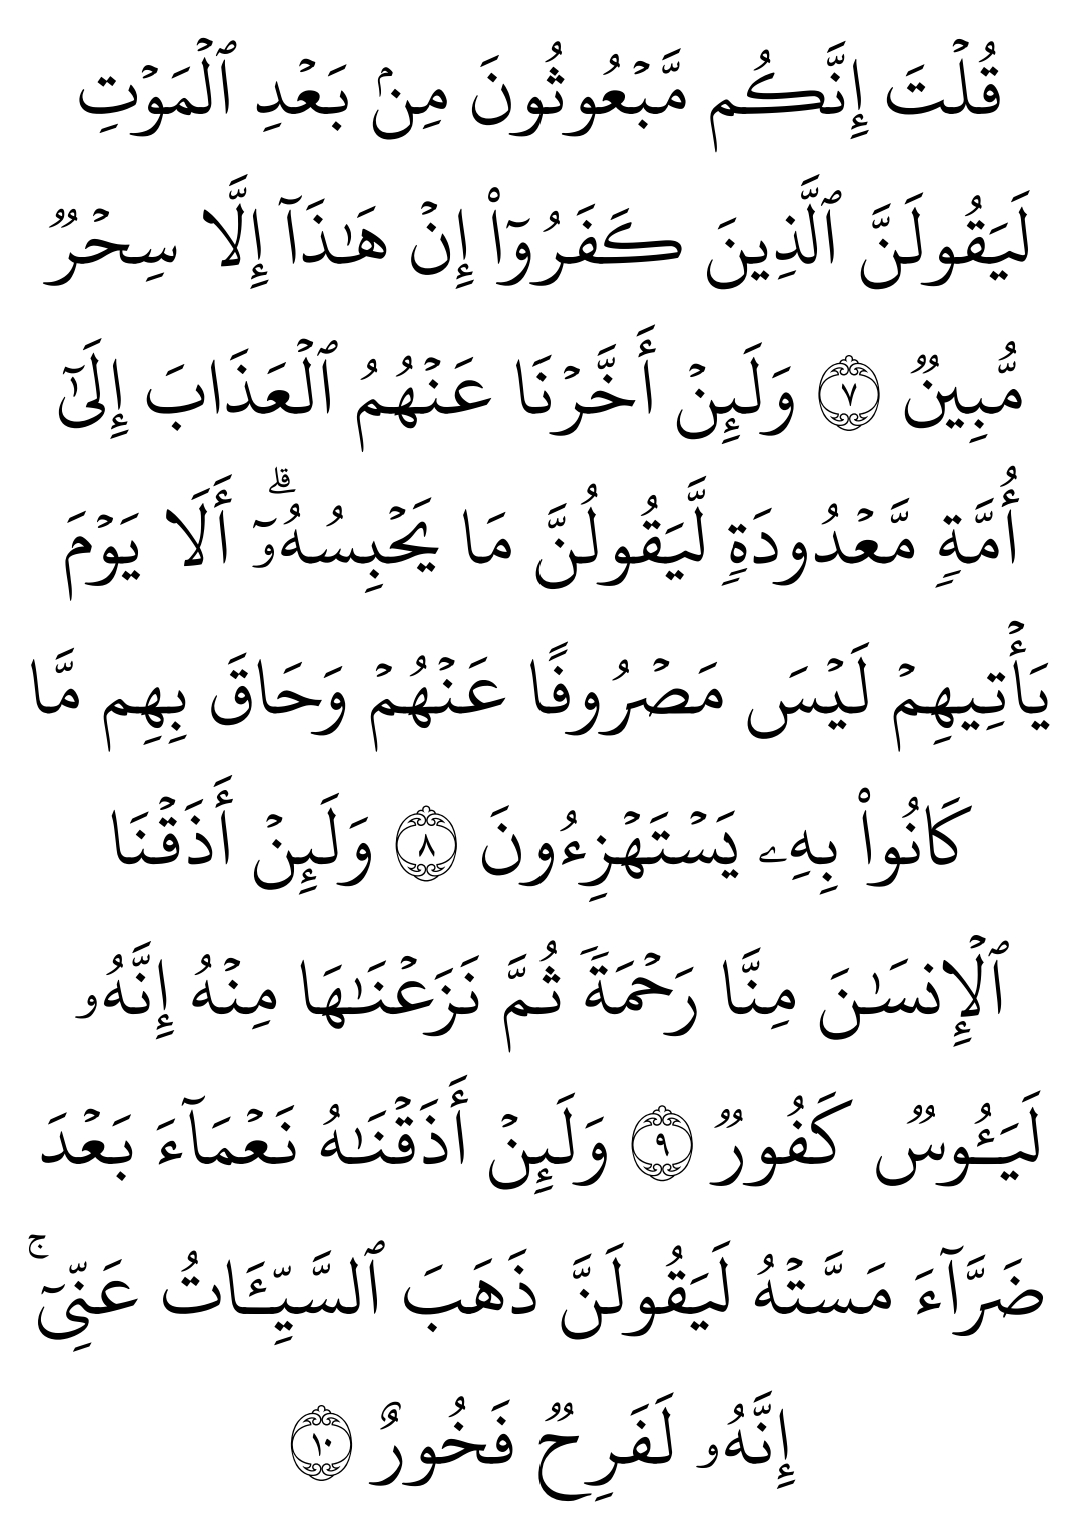 قُلۡتَ إِنَّكُم مَّبۡعُوثُونَ مِنۢ بَعۡدِ ٱلۡمَوۡتِ
لَيَقُولَنَّ ٱلَّذِينَ كَفَرُوٓاْ إِنۡ هَٰذَآ إِلَّا سِحۡرٞ
مُّبِينٞ ٧ وَلَئِنۡ أَخَّرۡنَا عَنۡهُمُ ٱلۡعَذَابَ إِلَىٰٓ
أُمَّةٖ مَّعۡدُودَةٖ لَّيَقُولُنَّ مَا يَحۡبِسُهُۥٓۗ أَلَا يَوۡمَ
يَأۡتِيهِمۡ لَيۡسَ مَصۡرُوفًا عَنۡهُمۡ وَحَاقَ بِهِم مَّا
كَانُواْ بِهِۦ يَسۡتَهۡزِءُونَ ٨ وَلَئِنۡ أَذَقۡنَا
ٱلۡإِنسَٰنَ مِنَّا رَحۡمَةٗ ثُمَّ نَزَعۡنَٰهَا مِنۡهُ إِنَّهُۥ
لَيَـُٔوسٞ كَفُورٞ ٩ وَلَئِنۡ أَذَقۡنَٰهُ نَعۡمَآءَ بَعۡدَ
ضَرَّآءَ مَسَّتۡهُ لَيَقُولَنَّ ذَهَبَ ٱلسَّيِّـَٔاتُ عَنِّيٓۚ
إِنَّهُۥ لَفَرِحٞ فَخُورٌ ١٠